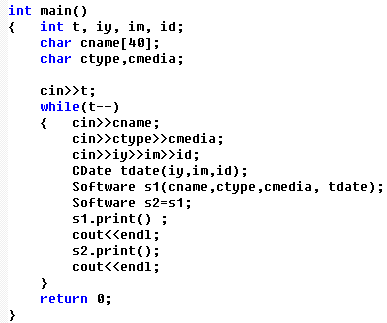 int main()
{   int t, iy, im, id;
    char cname[40];
    char ctype,cmedia;

    cin>>t;
    while(t--)
    {   cin>>cname;
        cin>>ctype>>cmedia;
        cin>>iy>>im>>id;
        CDate tdate(iy,im,id);
        Software s1(cname,ctype,cmedia, tdate);
        Software s2=s1;
        s1.print() ;
        cout<<endl;
        s2.print();
        cout<<endl;
    }
    return 0;
}